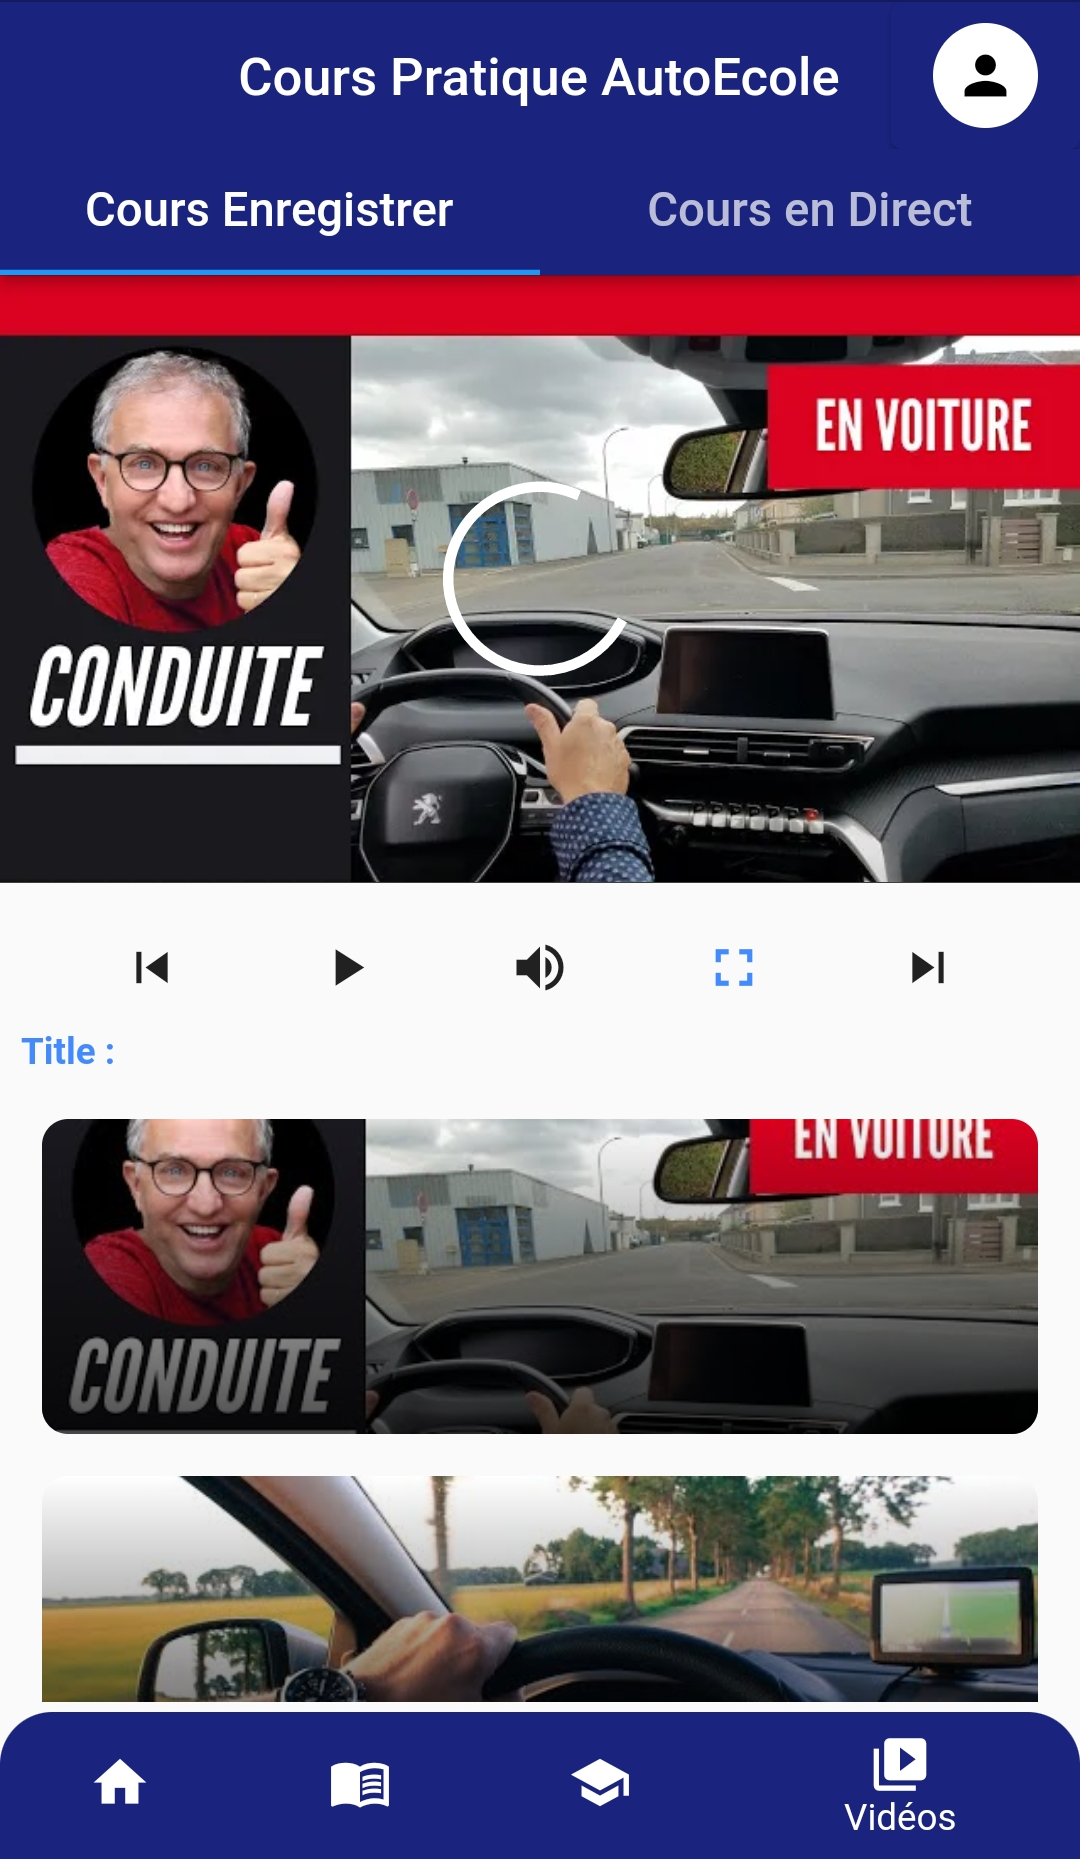 Cours Pratique AutoEcole
Cours Enregistrer
Cours en Direct
EN VOITURE
CONDUITE
Title :
EN VOITURE
CONDUITE
Vidéos